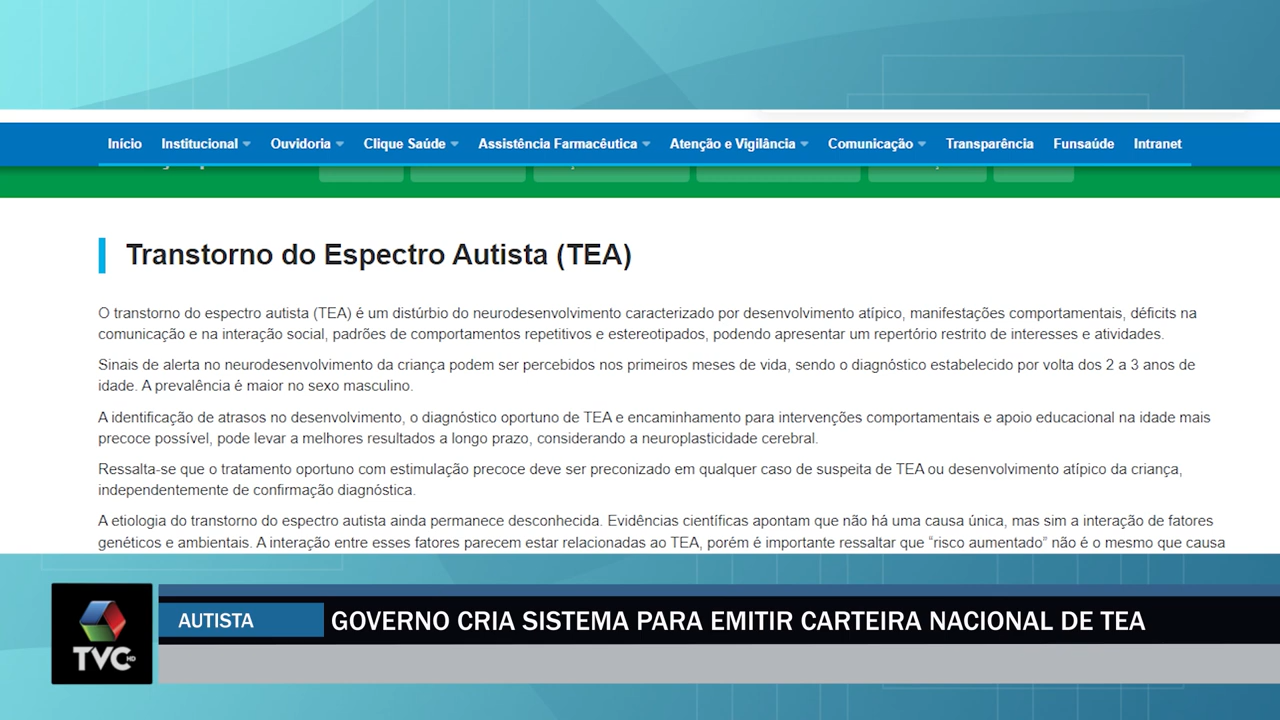 Início Institucional Ouvidoria Clique Saúde Assistência Farmacêutica Atenção e Vigilância Comunicação Transparência Funsaúde Intranet
Transtorno do Espectro Autista (TEA)
O transtorno do espectro autista (TEA) é um distúrbio do neurodesenvolvimento caracterizado por desenvolvimento atípico, manifestações comportamentais, déficits na
comunicação e na interação social, padrões de comportamentos repetitivos e estereotipados, podendo apresentar um repertório restrito de interesses e atividades.
Sinais de alerta no neurodesenvolvimento da criança podem ser percebidos nos primeiros meses de vida, sendo o diagnóstico estabelecido por volta dos 2 a 3 anos de
idade. A prevalência é maior no sexo masculino.
A identificação de atrasos no desenvolvimento, o diagnóstico oportuno de TEA e encaminhamento para intervenções comportamentais e apoio educacional na idade mais
precoce possível, pode levar a melhores resultados a longo prazo, considerando a neuroplasticidade cerebral.
Ressalta-se que o tratamento oportuno com estimulação precoce deve ser preconizado em qualquer caso de suspeita de TEA ou desenvolvimento atípico da criança,
independentemente de confirmação diagnóstica.
A etiologia do transtorno do espectro autista ainda permanece desconhecida. Evidências científicas apontam que não há uma causa única, mas sim a interação de fatores
genéticos e ambientais. A interação entre esses fatores parecem estar relacionadas ao TEA, porém é importante ressaltar que “risco aumentado” não é o mesmo que causa
AUTISTA GOVERNO CRIA SISTEMA PARA EMITIR CARTEIRA NACIONAL DE TEA
TVC HD